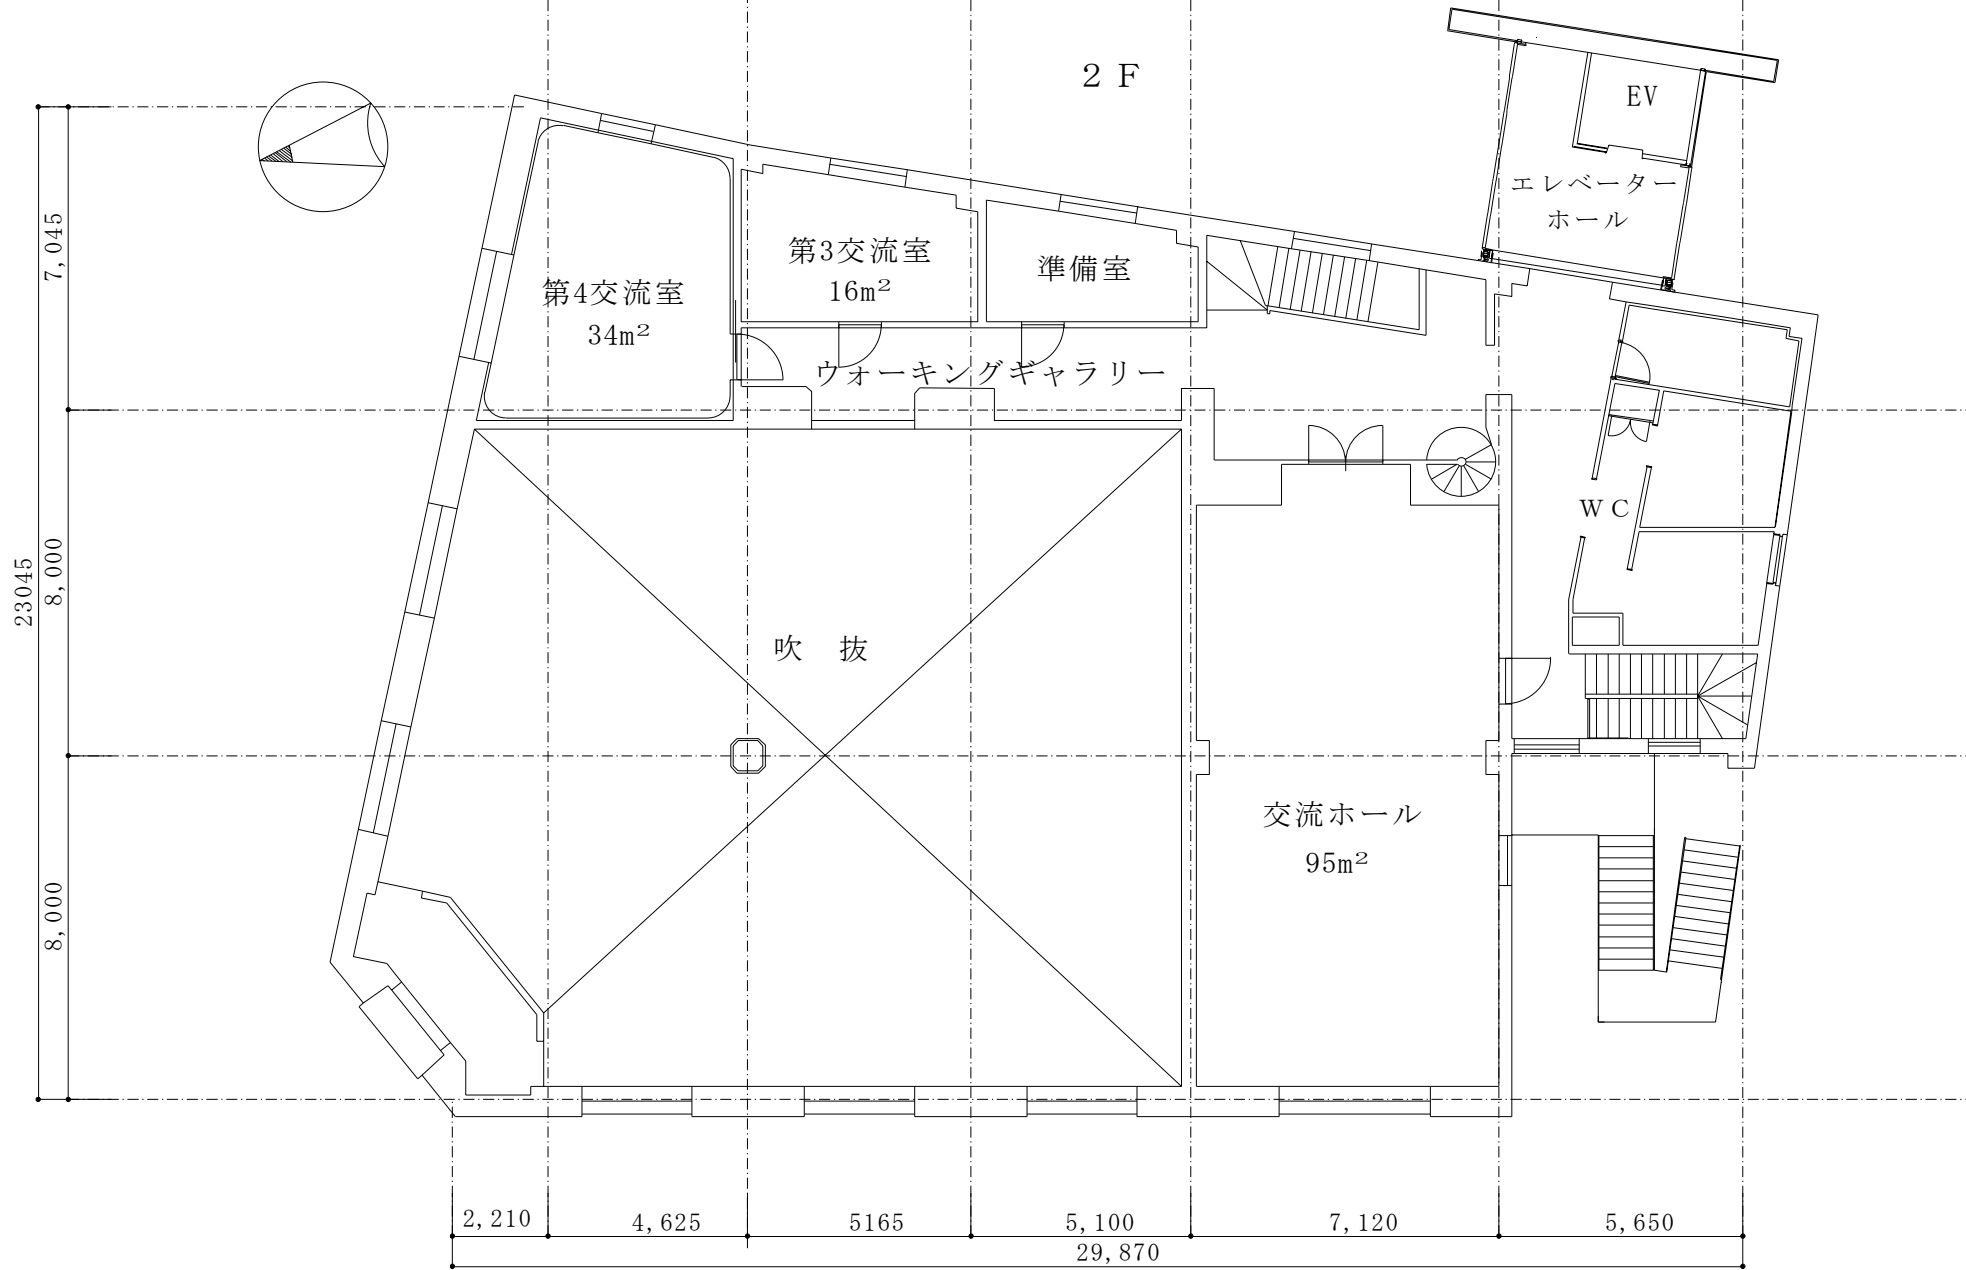 2F
EV
エレベーター
ホール
第4交流室
34m²
第3交流室
16m²
準備室
ウォーキングギャラリー
WC
吹 抜
交流ホール
95m²
7,045
8,000
8,000
23045
2,210
4,625
5165
5,100
7,120
5,650
29,870